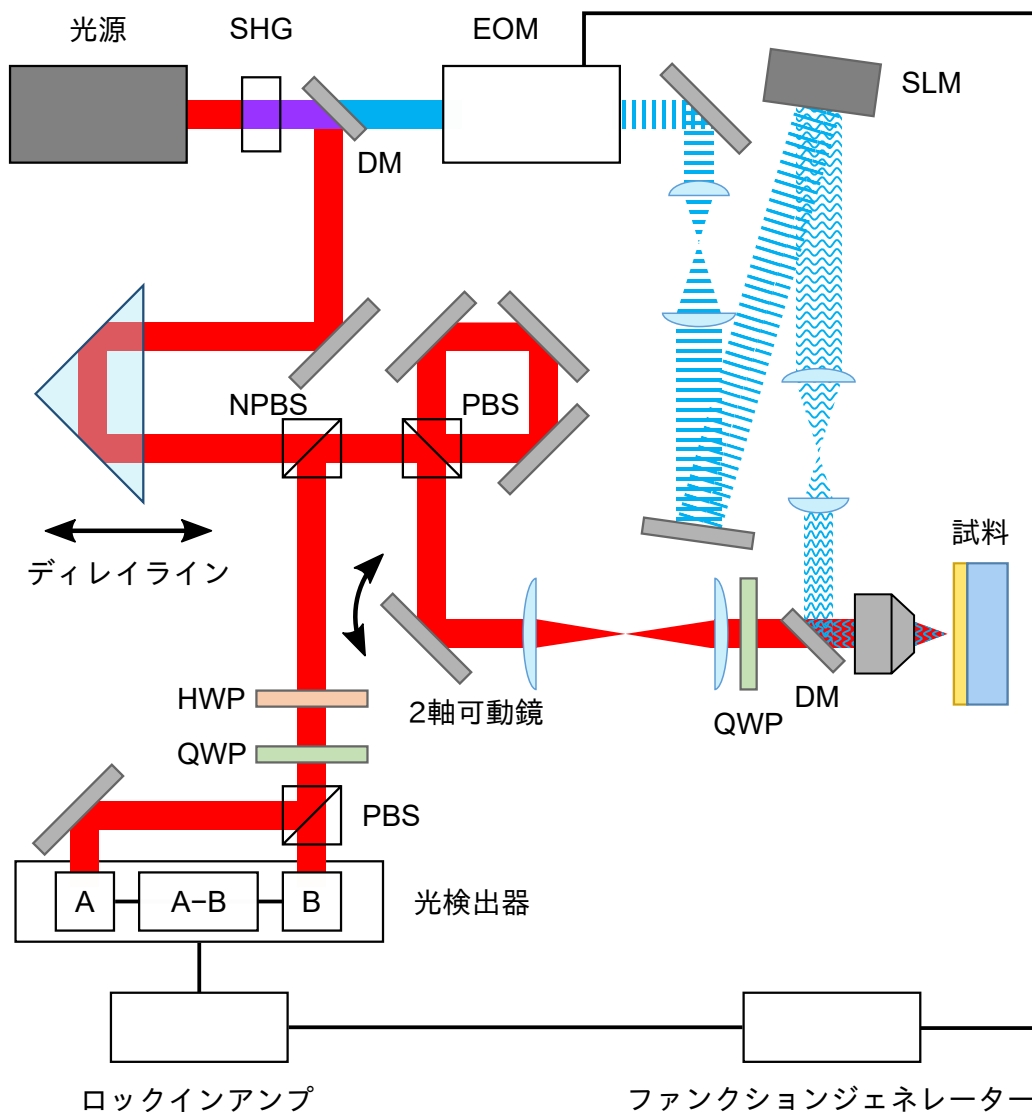 光源
SHG
EOM
SLM
DM
NPBS
PBS
ディレイライン
試料
HWP
2軸可動鏡
DM
QWP
QWP
PBS
A
A−B
B
光検出器
ロックインアンプ
ファンクションジェネレーター